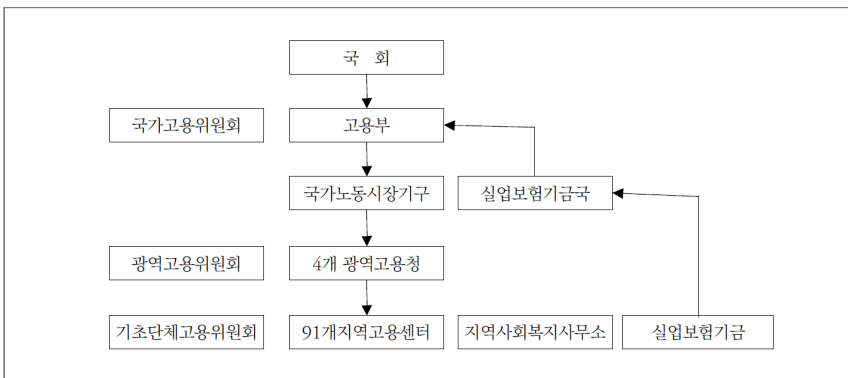 국 회
국가고용위원회 고용부
국가노동시장기구 실업보험기금국
광역고용위원회 4개 광역고용청
기초단체고용위원회 91개지역고용센터 지역사회복지사무소 실업보험기금